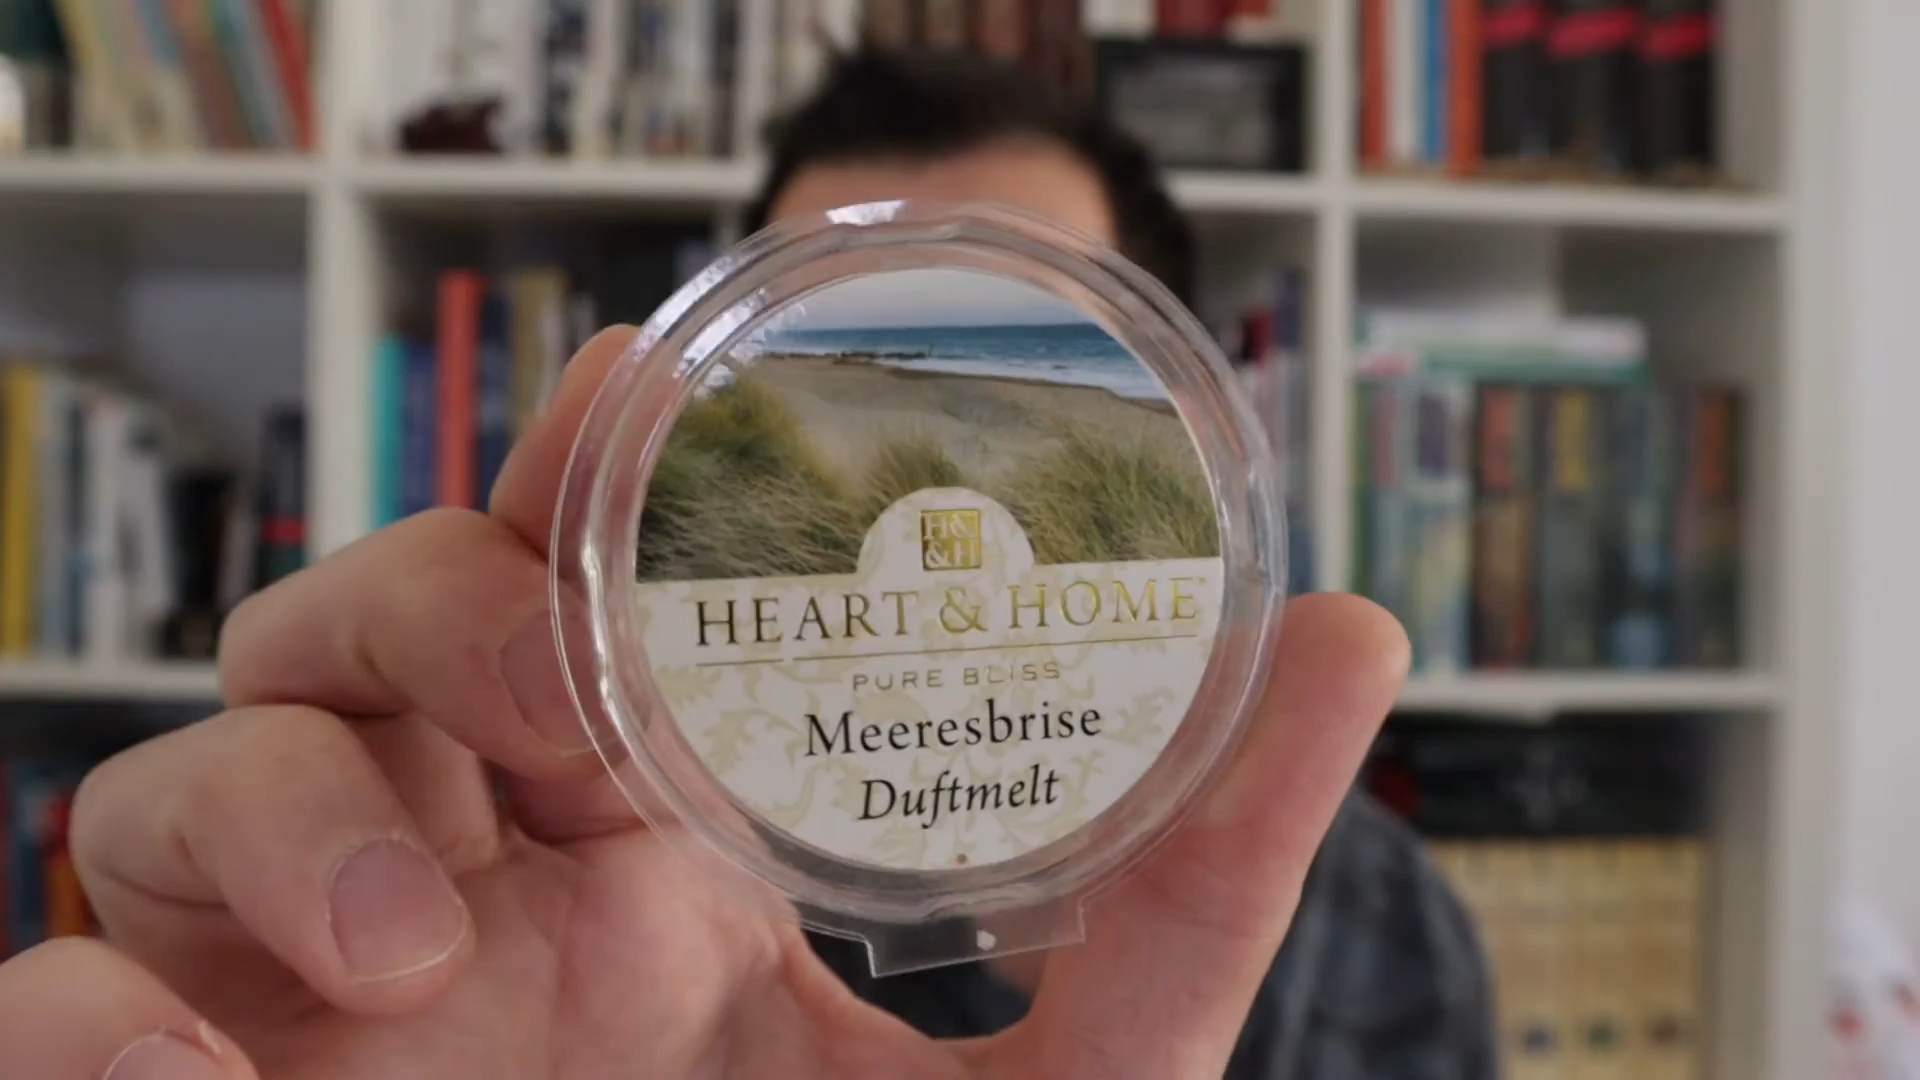 H&
&H
HEART & HOME
PURE BLISS
Meeresbrise
Duftmelt